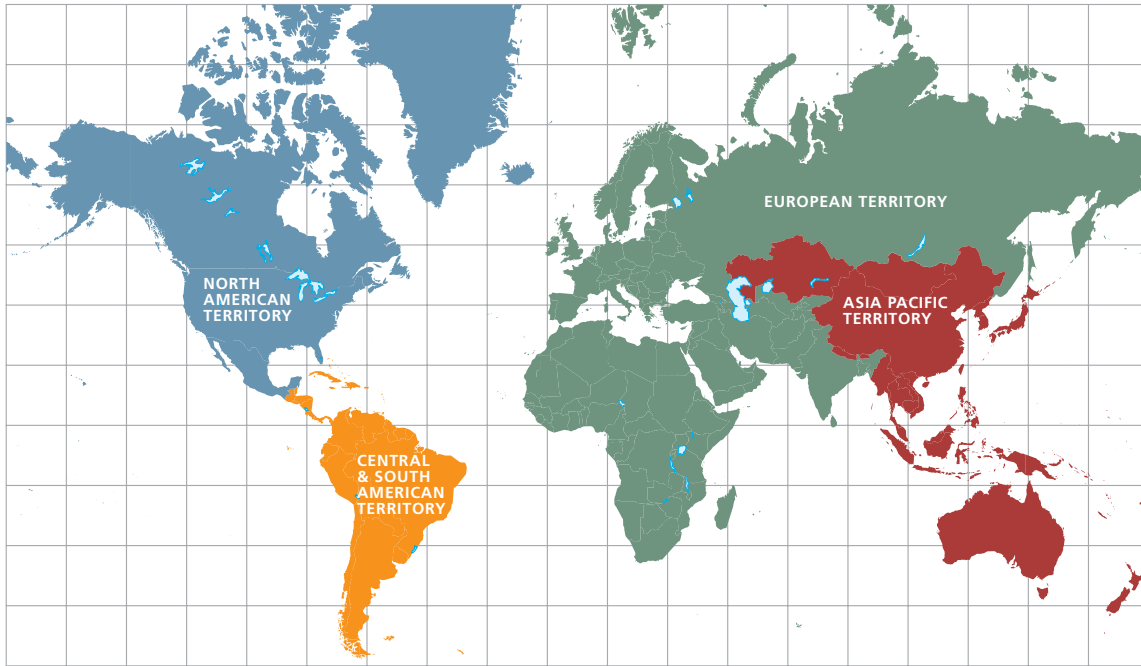 EUROPEAN TERRITORY
NORTH
AMERICAN
TERRITORY
ASIA PACIFIC
TERRITORY
CENTRAL
& SOUTH
AMERICAN
TERRITORY